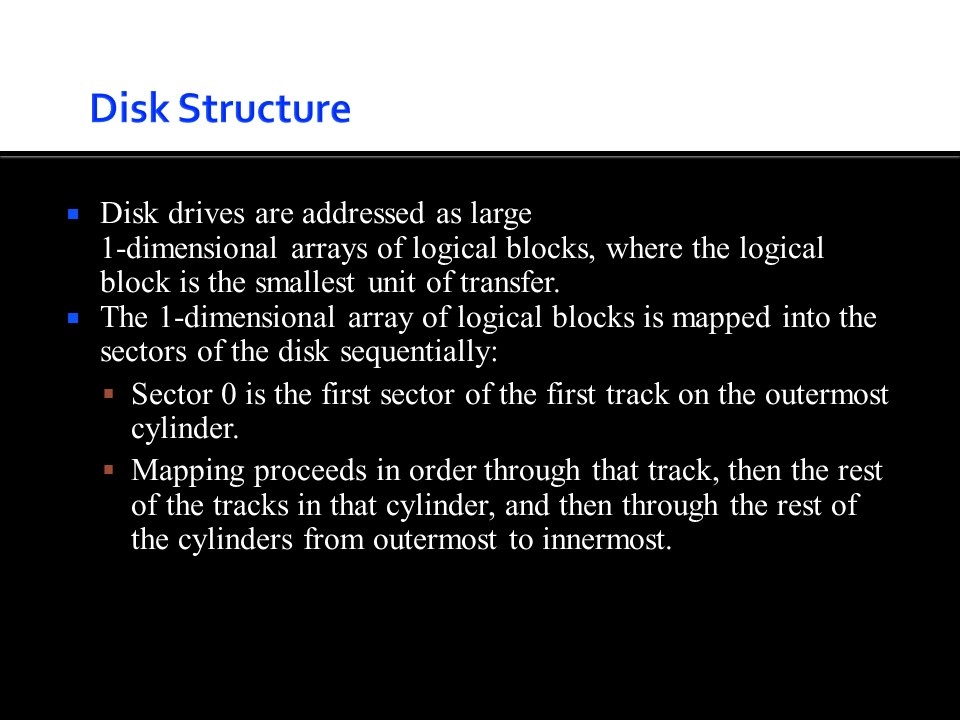 Disk Structure
Disk drives are addressed as large
1-dimensional arrays of logical blocks, where the logical
block is the smallest unit of transfer.
The 1-dimensional array of logical blocks is mapped into the
sectors of the disk sequentially:
Sector 0 is the first sector of the first track on the outermost
cylinder.
Mapping proceeds in order through that track, then the rest
of the tracks in that cylinder, and then through the rest of
the cylinders from outermost to innermost.